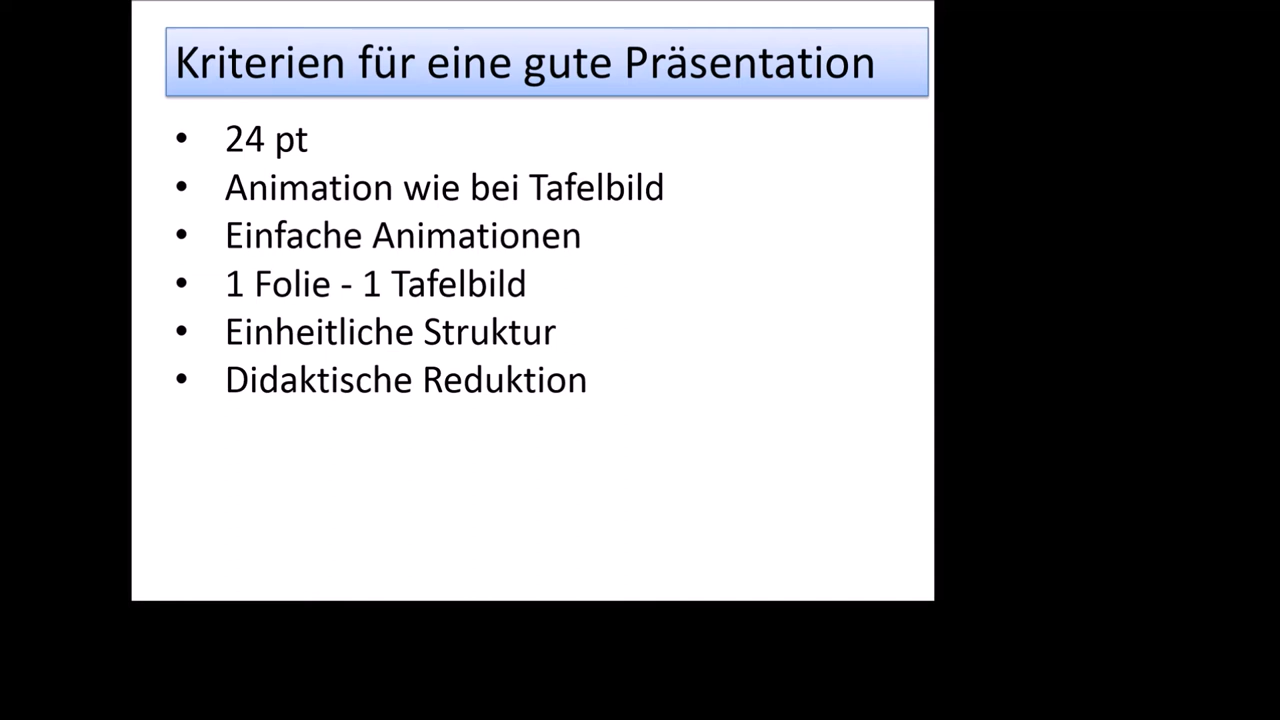 Kriterien für eine gute Präsentation
• 24 pt
• Animation wie bei Tafelbild
• Einfache Animationen
• 1 Folie - 1 Tafelbild
• Einheitliche Struktur
• Didaktische Reduktion